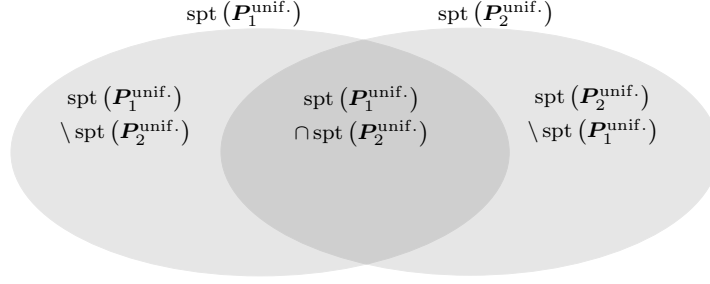 spt (P₁^unif.)
spt (P₂^unif.)
spt (P₁^unif.)
\ spt (P₂^unif.)
spt (P₁^unif.)
∩ spt (P₂^unif.)
spt (P₂^unif.)
\ spt (P₁^unif.)